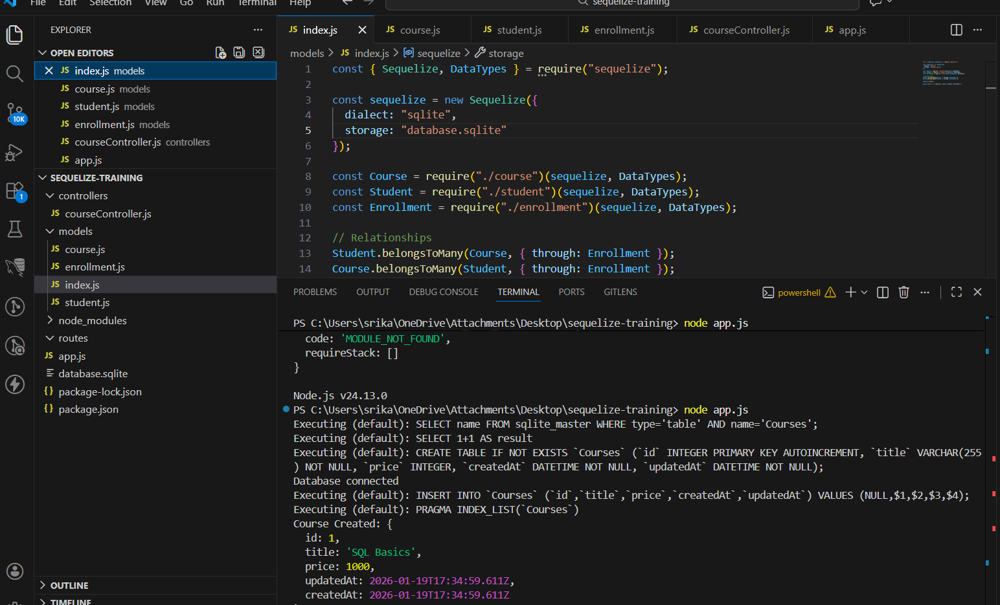 File Edit Selection View Go Run Terminal Help
sequelize-training
EXPLORER
OPEN EDITORS
JS index.js models
JS course.js models
JS student.js models
JS enrollment.js models
JS courseController.js controllers
JS app.js
SEQUELIZE-TRAINING
controllers
JS courseController.js
models
JS course.js
JS enrollment.js
JS index.js
JS student.js
node_modules
routes
JS app.js
database.sqlite
{} package-lock.json
{} package.json
OUTLINE
TIMELINE
10K
1
JS index.js
JS course.js
JS student.js
JS enrollment.js
JS courseController.js
JS app.js
models > JS index.js > sequelize > storage
1 const { Sequelize, DataTypes } = require("sequelize");
2
3 const sequelize = new Sequelize({
4 dialect: "sqlite",
5 storage: "database.sqlite"
6 });
7
8 const Course = require("./course")(sequelize, DataTypes);
9 const Student = require("./student")(sequelize, DataTypes);
10 const Enrollment = require("./enrollment")(sequelize, DataTypes);
11
12 // Relationships
13 Student.belongsToMany(Course, { through: Enrollment });
14 Course.belongsToMany(Student, { through: Enrollment });
PROBLEMS OUTPUT DEBUG CONSOLE TERMINAL PORTS GITLENS
powershell
PS C:\Users\srika\OneDrive\Attachments\Desktop\sequelize-training> node app.js
code: 'MODULE_NOT_FOUND',
requireStack: []
}
Node.js v24.13.0
PS C:\Users\srika\OneDrive\Attachments\Desktop\sequelize-training> node app.js
Executing (default): SELECT name FROM sqlite_master WHERE type='table' AND name='Courses';
Executing (default): SELECT 1+1 AS result
Executing (default): CREATE TABLE IF NOT EXISTS `Courses` (`id` INTEGER PRIMARY KEY AUTOINCREMENT, `title` VARCHAR(255
) NOT NULL, `price` INTEGER, `createdAt` DATETIME NOT NULL, `updatedAt` DATETIME NOT NULL);
Database connected
Executing (default): INSERT INTO `Courses` (`id`,`title`,`price`,`createdAt`,`updatedAt`) VALUES (NULL,$1,$2,$3,$4);
Executing (default): PRAGMA INDEX_LIST(`Courses`)
Course Created: {
id: 1,
title: 'SQL Basics',
price: 1000,
updatedAt: 2026-01-19T17:34:59.611Z,
createdAt: 2026-01-19T17:34:59.611Z